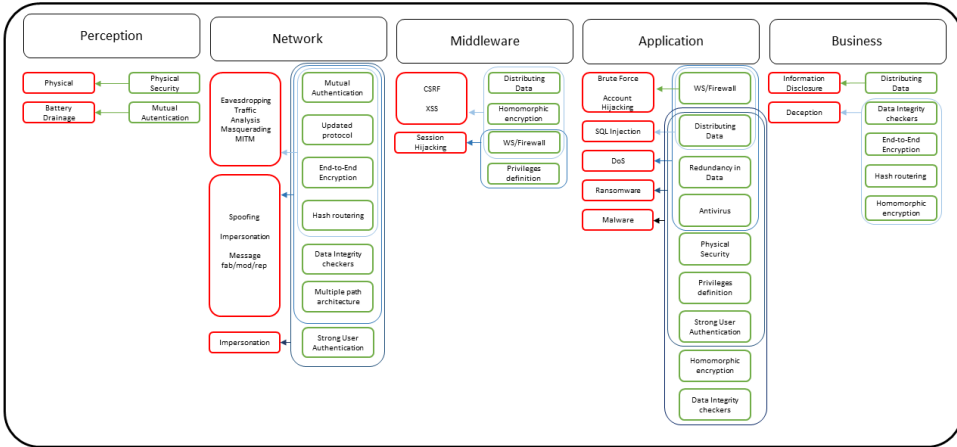 Perception
Network
Middleware
Application
Business
Physical
Physical
Security
Battery
Drainage
Mutual
Autentication
Eavesdropping
Traffic
Analysis
Masquerading
MITM
Spoofing
Impersonation
Message
fab/mod/rep
Impersonation
Mutual
Authentication
Updated
protocol
End-to-End
Encryption
Hash routering
Data Integrity
checkers
Multiple path
architecture
Strong User
Authentication
CSRF
XSS
Session
Hijacking
Distributing
Data
Homomorphic
encryption
WS/Firewall
Privileges
definition
Brute Force
Account
Hijacking
SQL Injection
DoS
Ransomware
Malware
WS/Firewall
Distributing
Data
Redundancy in
Data
Antivirus
Physical
Security
Privileges
definition
Strong User
Authentication
Homomorphic
encryption
Data Integrity
checkers
Information
Disclosure
Deception
Distributing
Data
Data Integrity
checkers
End-to-End
Encryption
Hash routering
Homomorphic
encryption